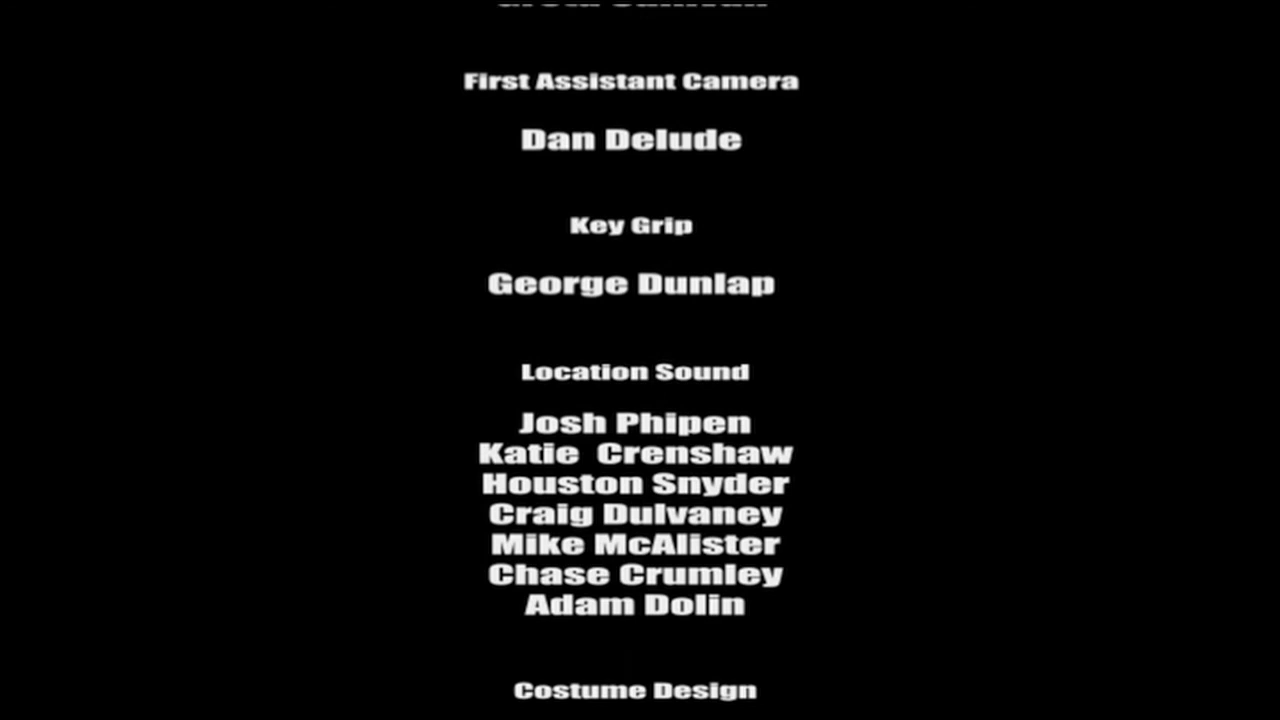 First Assistant Camera
Dan Delude
Key Grip
George Dunlap
Location Sound
Josh Phipen
Katie Crenshaw
Houston Snyder
Craig Dulvaney
Mike McAlister
Chase Crumley
Adam Dolin
Costume Design